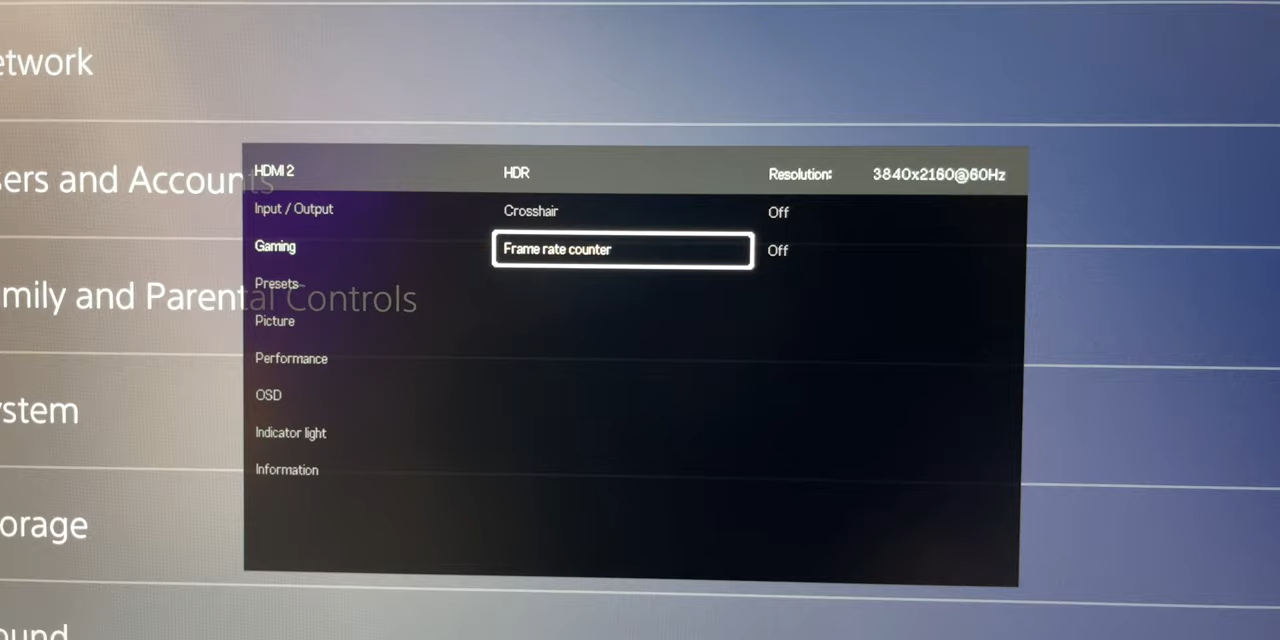 etwork
HDMI 2 HDR Resolution: 3840x2160@60Hz
sers and Accounts
Input / Output Crosshair Off
Gaming Frame rate counter Off
Presets
mily and Parental Controls
Picture
Performance
OSD
ystem
Indicator light
Information
orage
ound